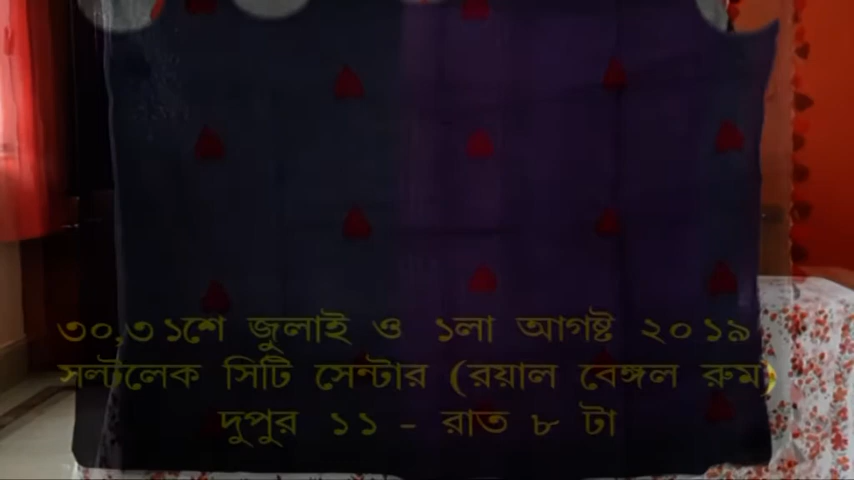 ৩০,৩১শে জুলাই ও ১লা আগষ্ট ২০১৯
সল্টলেক সিটি সেন্টার (রয়াল বেঙ্গল রুম)
দুপুর ১১ - রাত ৮ টা